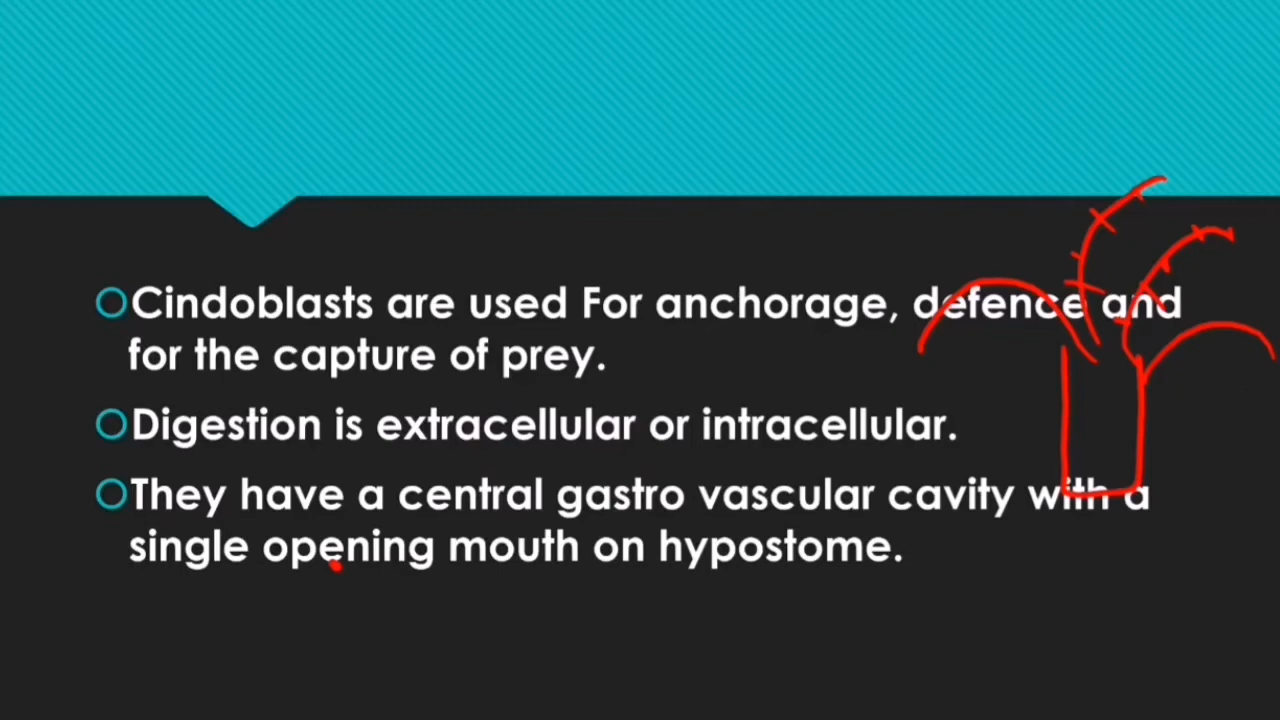 Cindoblasts are used For anchorage, defence and
for the capture of prey.
Digestion is extracellular or intracellular.
They have a central gastro vascular cavity with a
single opening mouth on hypostome.